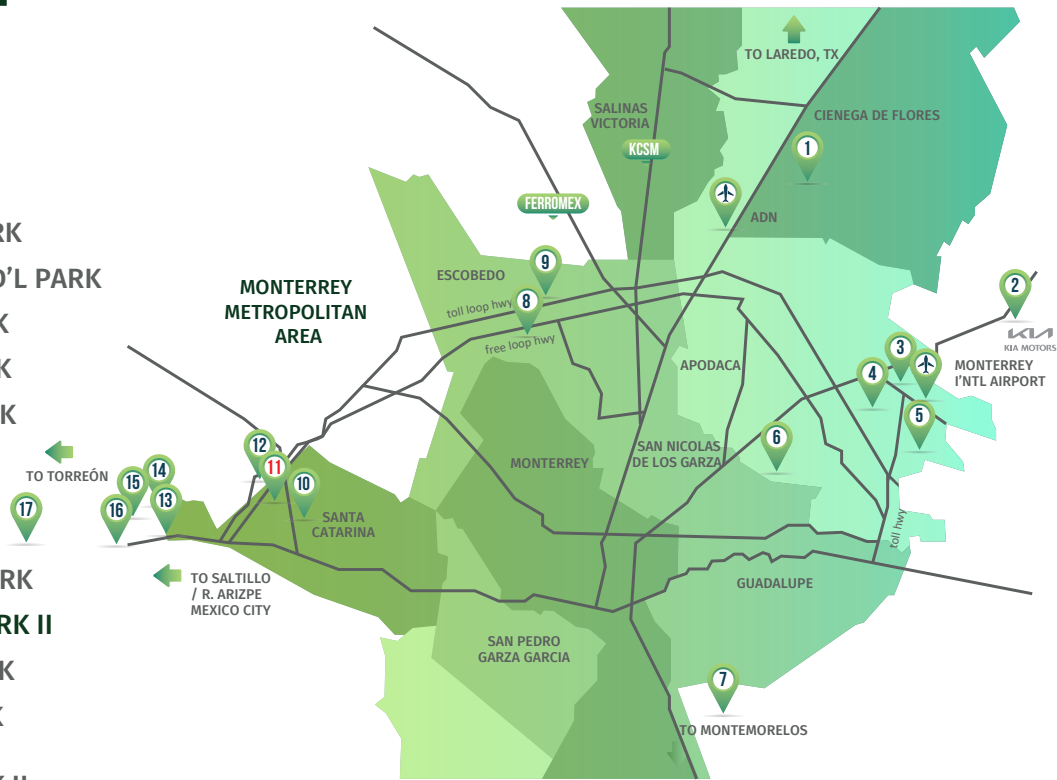 RK
D'L PARK
K
K
K
RK
RK II
K
K
K II
TO LAREDO, TX
SALINAS
VICTORIA
CIENEGA DE FLORES
KCSM
1
FERROMEX
ADN
9
ESCOBEDO
2
MONTERREY
METROPOLITAN
AREA
toll loop hwy
8
free loop hwy
KIA
KIA MOTORS
3
APODACA
MONTERREY
I'NTL AIRPORT
4
5
6
SAN NICOLAS
DE LOS GARZA
MONTERREY
12
11
10
TO TORREÓN
14
15
13
16
17
SANTA
CATARINA
toll hwy
TO SALTILLO
/ R. ARIZPE
MEXICO CITY
GUADALUPE
SAN PEDRO
GARZA GARCIA
7
TO MONTEMORELOS